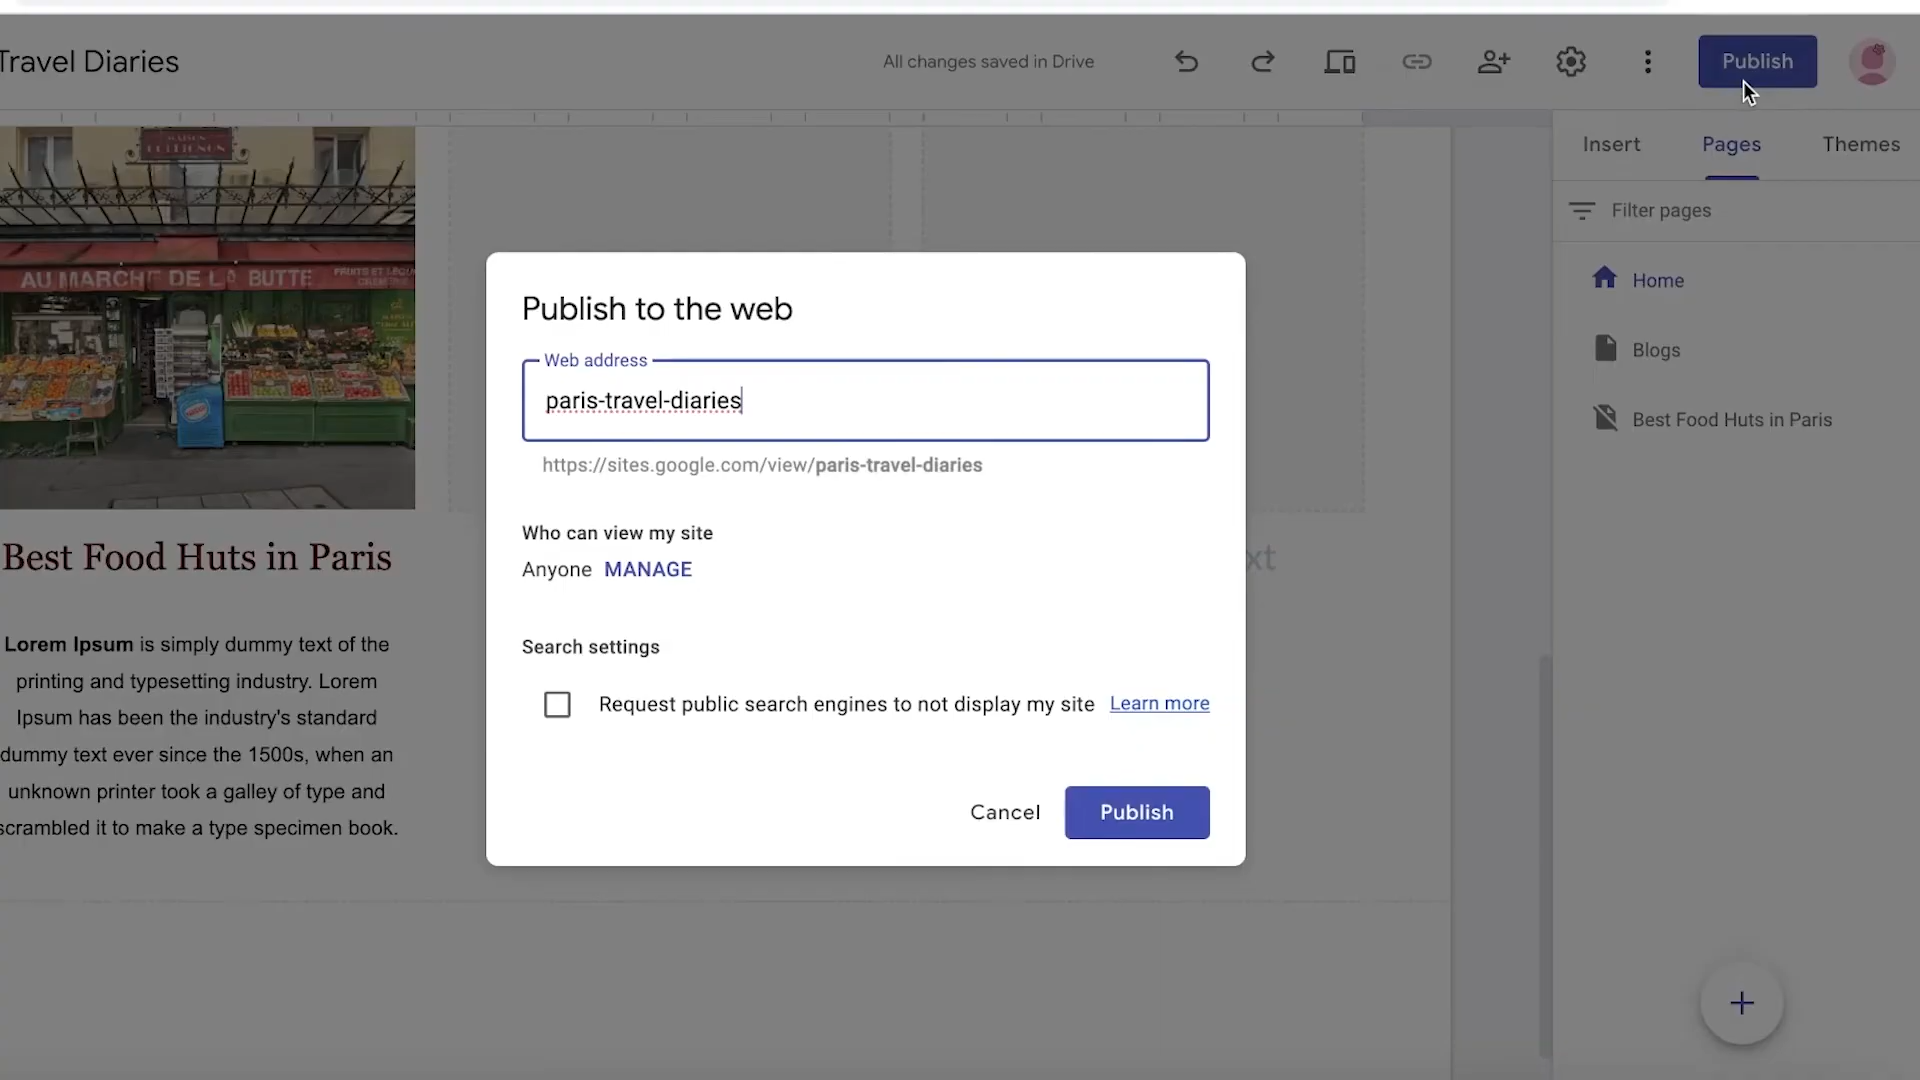 Travel Diaries
All changes saved in Drive
Publish
Insert
Pages
Themes
Filter pages
Home
Blogs
Best Food Huts in Paris
AU MARCHE DE LA BUTTE
FRUITS ET
Best Food Huts in Paris
Lorem Ipsum is simply dummy text of the
printing and typesetting industry. Lorem
Ipsum has been the industry's standard
dummy text ever since the 1500s, when an
unknown printer took a galley of type and
scrambled it to make a type specimen book.
Publish to the web
Web address
paris-travel-diaries
https://sites.google.com/view/paris-travel-diaries
Who can view my site
Anyone MANAGE
Search settings
Request public search engines to not display my site Learn more
Cancel
Publish
xt